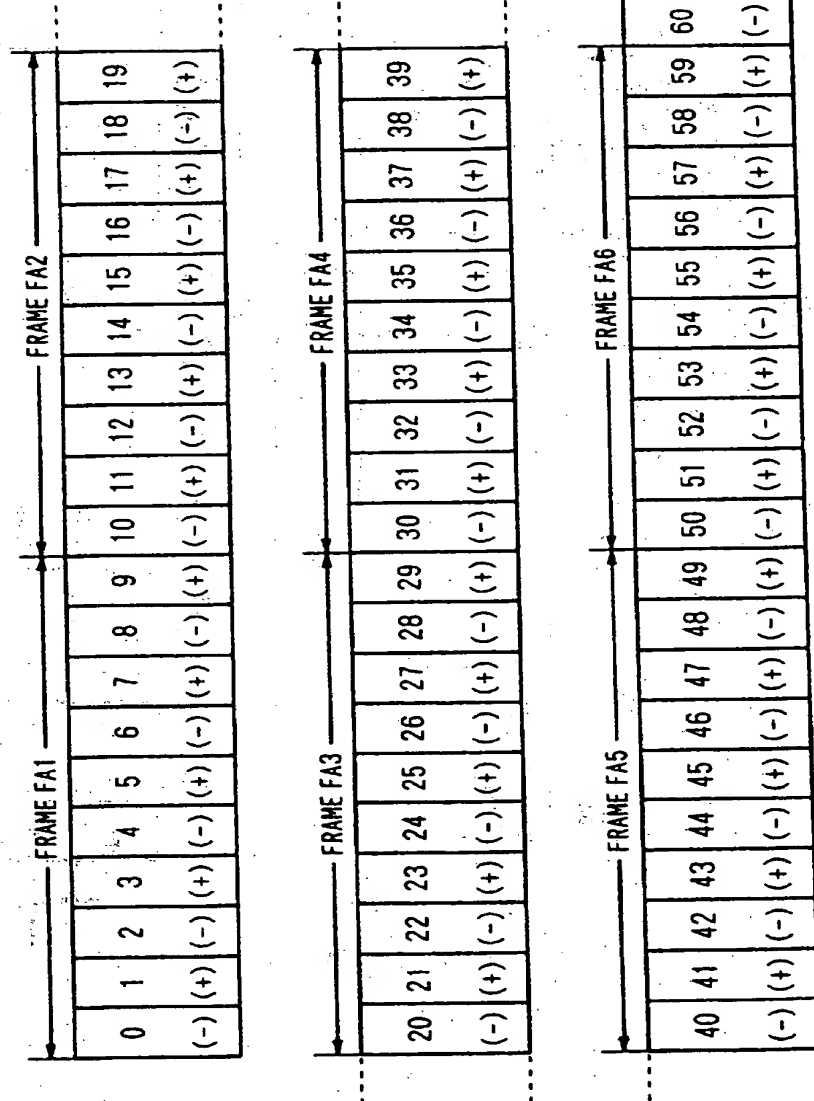 FRAME FA1 FRAME FA2
0 1 2 3 4 5 6 7 8 9 10 11 12 13 14 15 16 17 18 19
(-) (+) (-) (+) (-) (+) (-) (+) (-) (+) (-) (+) (-) (+) (-) (+) (-) (+) (-) (+)
FRAME FA3 FRAME FA4
20 21 22 23 24 25 26 27 28 29 30 31 32 33 34 35 36 37 38 39
(-) (+) (-) (+) (-) (+) (-) (+) (-) (+) (-) (+) (-) (+) (-) (+) (-) (+) (-) (+)
FRAME FA5 FRAME FA6
40 41 42 43 44 45 46 47 48 49 50 51 52 53 54 55 56 57 58 59 60
(-) (+) (-) (+) (-) (+) (-) (+) (-) (+) (-) (+) (-) (+) (-) (+) (-) (+) (-) (+) (-)